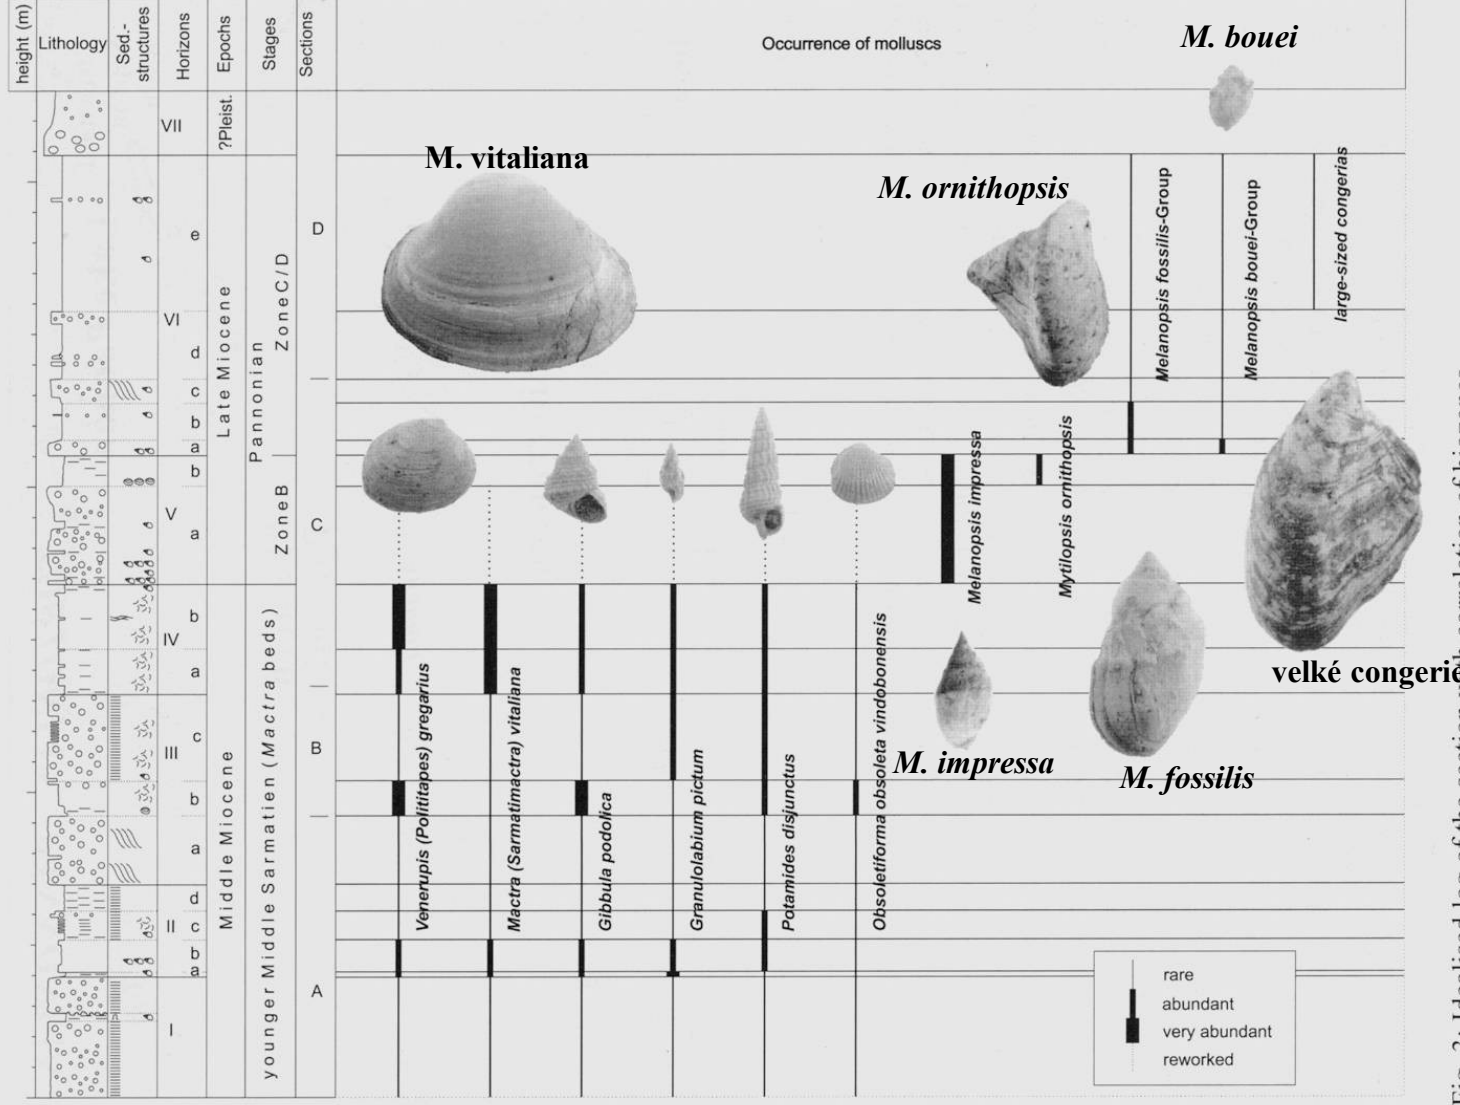 height (m)
Lithology
Sed.-
structures
Horizons
Epochs
Stages
Sections
Occurrence of molluscs
M. bouei
VII
?Pleist.
M. vitaliana
M. ornithopsis
Melanopsis fossilis-Group
Melanopsis bouei-Group
large-sized congerias
e
D
VI
d
c
b
a
Late Miocene
Pannonian
Zone C/D
b
V
a
Zone B
C
Melanopsis impressa
Mytilopsis ornithopsis
b
IV
a
velké congerié
c
III
b
a
B
M. impressa
M. fossilis
Venerupis (Polititapes) gregarius
Mactra (Sarmatimactra) vitaliana
Gibbula podolica
Granulolabium pictum
Potamides disjunctus
Obsoletiforma obsoleta vindobonensis
Middle Miocene
younger Middle Sarmatien (Mactra beds)
d
II
c
b
a
A
I
rare
abundant
very abundant
reworked